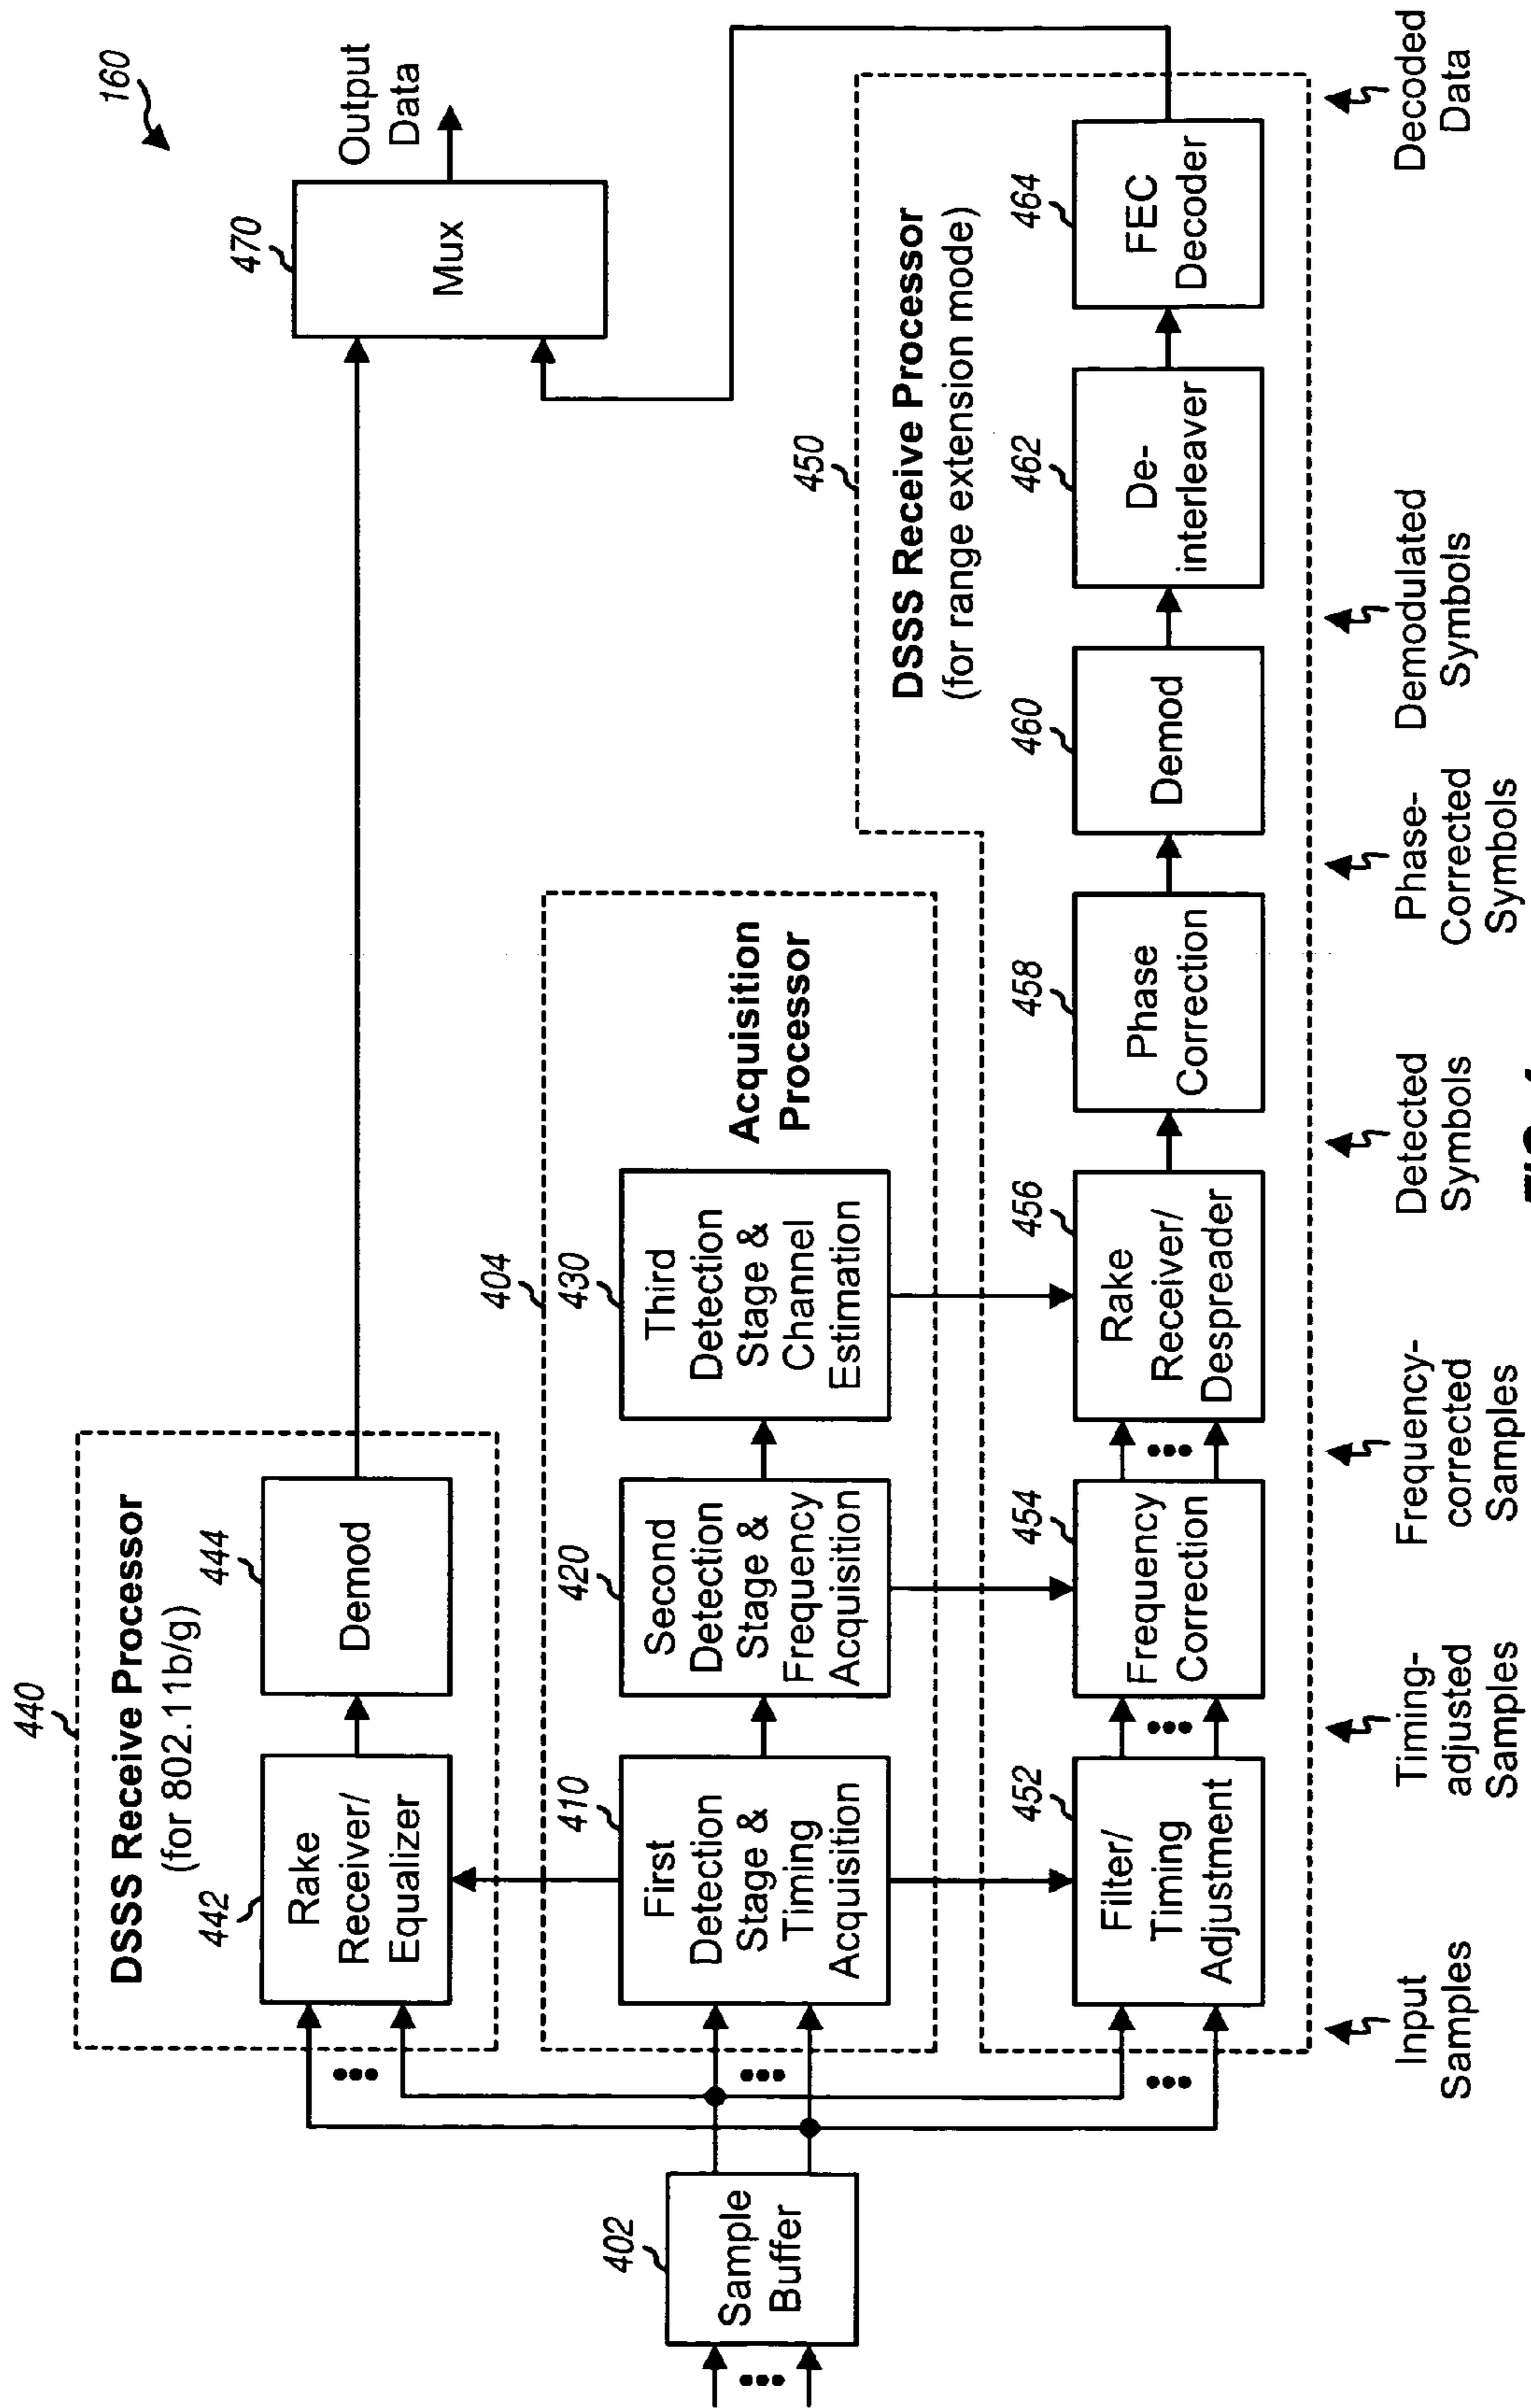 160
440
DSSS Receive Processor
(for 802.11b/g)
442
Rake
Receiver/
Equalizer
444
Demod
470
Mux
Output
Data
404
Acquisition
Processor
402
Sample
Buffer
410
First
Detection
Stage &
Timing
Acquisition
420
Second
Detection
Stage &
Frequency
Acquisition
430
Third
Detection
Stage &
Channel
Estimation
450
DSSS Receive Processor
(for range extension mode)
452
Filter/
Timing
Adjustment
454
Frequency
Correction
456
Rake
Receiver/
Despreader
458
Phase
Correction
460
Demod
462
De-
interleaver
464
FEC
Decoder
Input
Samples
Timing-
adjusted
Samples
Frequency-
corrected
Samples
Detected
Symbols
Phase-
Corrected
Symbols
Demodulated
Symbols
Decoded
Data